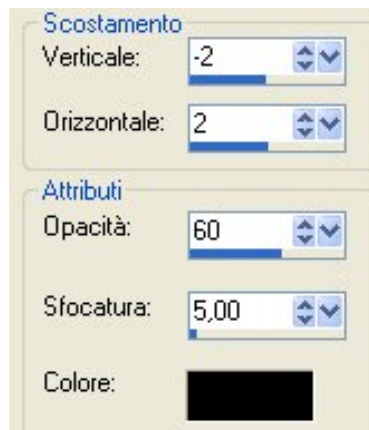 Scostamento
Verticale: -2
Orizzontale: 2
Attributi
Opacità: 60
Sfocatura: 5,00
Colore: